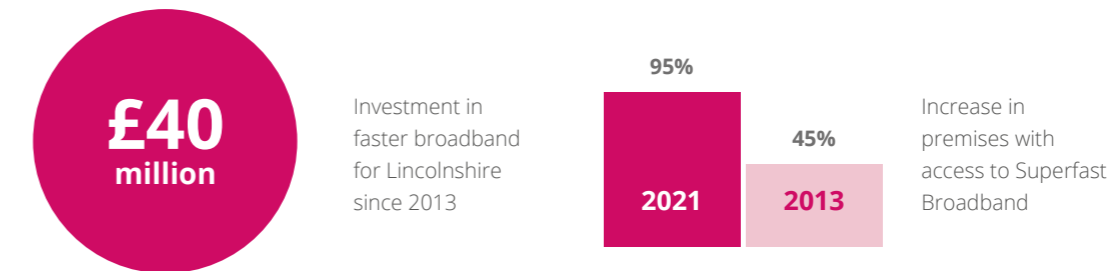 £40
million
Investment in
faster broadband
for Lincolnshire
since 2013
95%
2021
45%
2013
Increase in
premises with
access to Superfast
Broadband